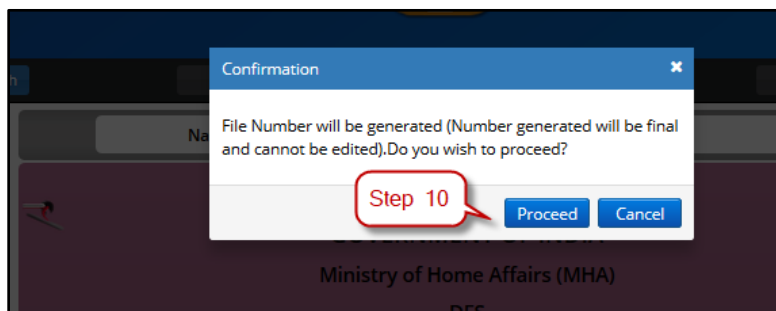 Confirmation
h
Na
File Number will be generated (Number generated will be final
and cannot be edited).Do you wish to proceed?
Step 10
Proceed Cancel
GOVERNMENT OF INDIA
Ministry of Home Affairs (MHA)